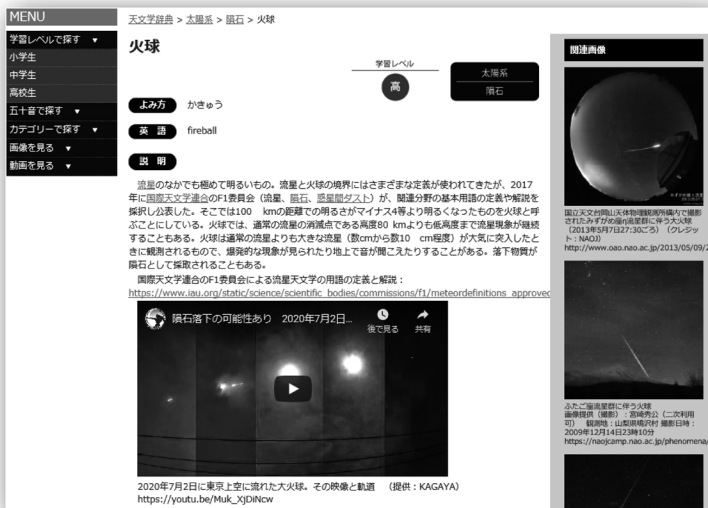 MENU
学習レベルで探す ▼
小学生
中学生
高校生
五十音で探す ▼
カテゴリーで探す ▼
画像を見る ▼
動画を見る ▼
天文学辞典 > 太陽系 > 隕石 > 火球
火球
学習レベル
高
太陽系
隕石
よみ方 かきゅう
英 語 fireball
説 明
流星のなかでも極めて明るいもの。流星と火球の境界にはさまざまな定義が使われてきたが、2017
年に国際天文学連合のF1委員会（流星、隕石、惑星間ダスト）が、関連分野の基本用語の定義や解説を
採択し公表した。そこでは100 kmの距離での明るさがマイナス4等より明るくなったものを火球と呼
ぶことにしている。火球では、通常の流星の消滅点である高度80 kmよりも低高度まで流星現象が継続
することもある。火球は通常の流星よりも大きな流星（数cmから数10 cm程度）が大気に突入したと
きに観測されるもので、爆発的な現象が見られたり地上で音が聞こえたりすることがある。落下物質が
隕石として採取されることもある。
国際天文学連合のF1委員会による流星天文学の用語の定義と解説：
https://www.iau.org/static/science/scientific_bodies/commissions/f1/meteordefinitions_approved
隕石落下の可能性あり 2020年7月2日...
後で見る
共有
2020年7月2日に東京上空に流れた大火球。その映像と軌道 （提供：KAGAYA）
https://youtu.be/Muk_XjDiNcw
関連画像
国立天文台岡山天体物理観測所構内で撮影
されたみずがめ座η流星群に伴う大火球
（2013年5月7日27時30ごろ）（クレジッ
ト：NAOJ）
http://www.oao.nao.ac.jp/2013/05/09/2
ふたご座流星群に伴う火球
画像提供（撮影）：宮崎秀公（二次利用
可） 観測地：山梨県鳴沢村 撮影日時：
2009年12月14日23時10分
https://naojcamp.nao.ac.jp/phenomena/